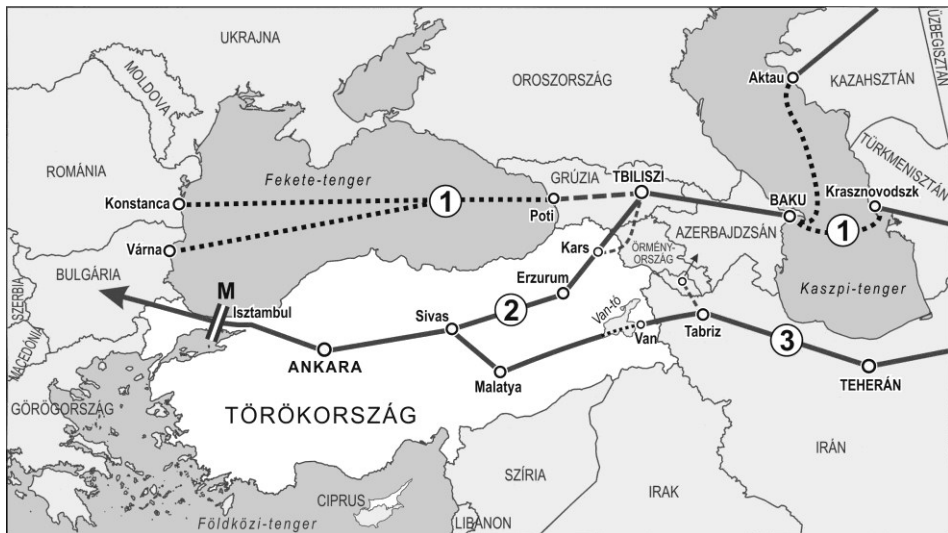 UKRAJNA
MOLDOVA
OROSZORSZÁG
ÜZBEGISZTÁN
Aktau
KAZAHSZTÁN
TÜRKMENISZTÁN
ROMÁNIA
Fekete-tenger
GRÚZIA
TBILISZI
Krasznovodszk
Konstanca
1
Poti
BAKU
1
Várna
Kars
AZERBAJDZSÁN
ÖRMÉNY-
ORSZÁG
BULGÁRIA
SZERBIA
M
Isztambul
Erzurum
Kaszpi-tenger
Sivas
2
Van-tó
MACEDÓNIA
ANKARA
Van
Tabriz
3
Malatya
TEHERÁN
GÖRÖGORSZÁG
TÖRÖKORSZÁG
IRÁN
SZÍRIA
IRAK
CIPRUS
Földközi-tenger
LIBANON